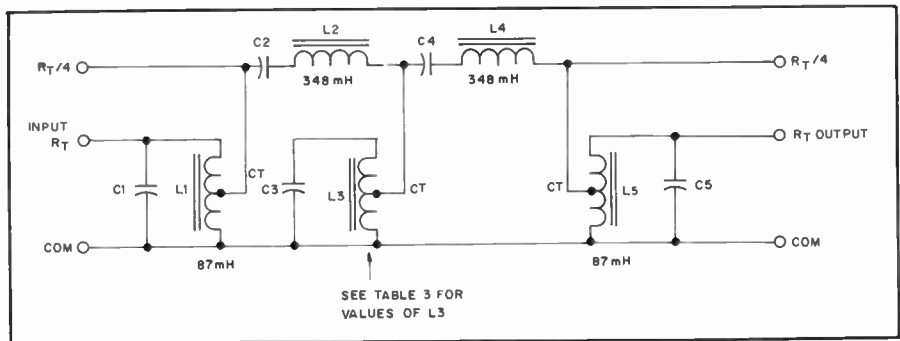 L2
L4
C2
C4
RT/4
348 mH
348 mH
RT/4
INPUT
RT
RT OUTPUT
C1
L1
CT
C3
L3
CT
CT
L5
C5
COM
COM
87mH
87mH
SEE TABLE 3 FOR
VALUES OF L3